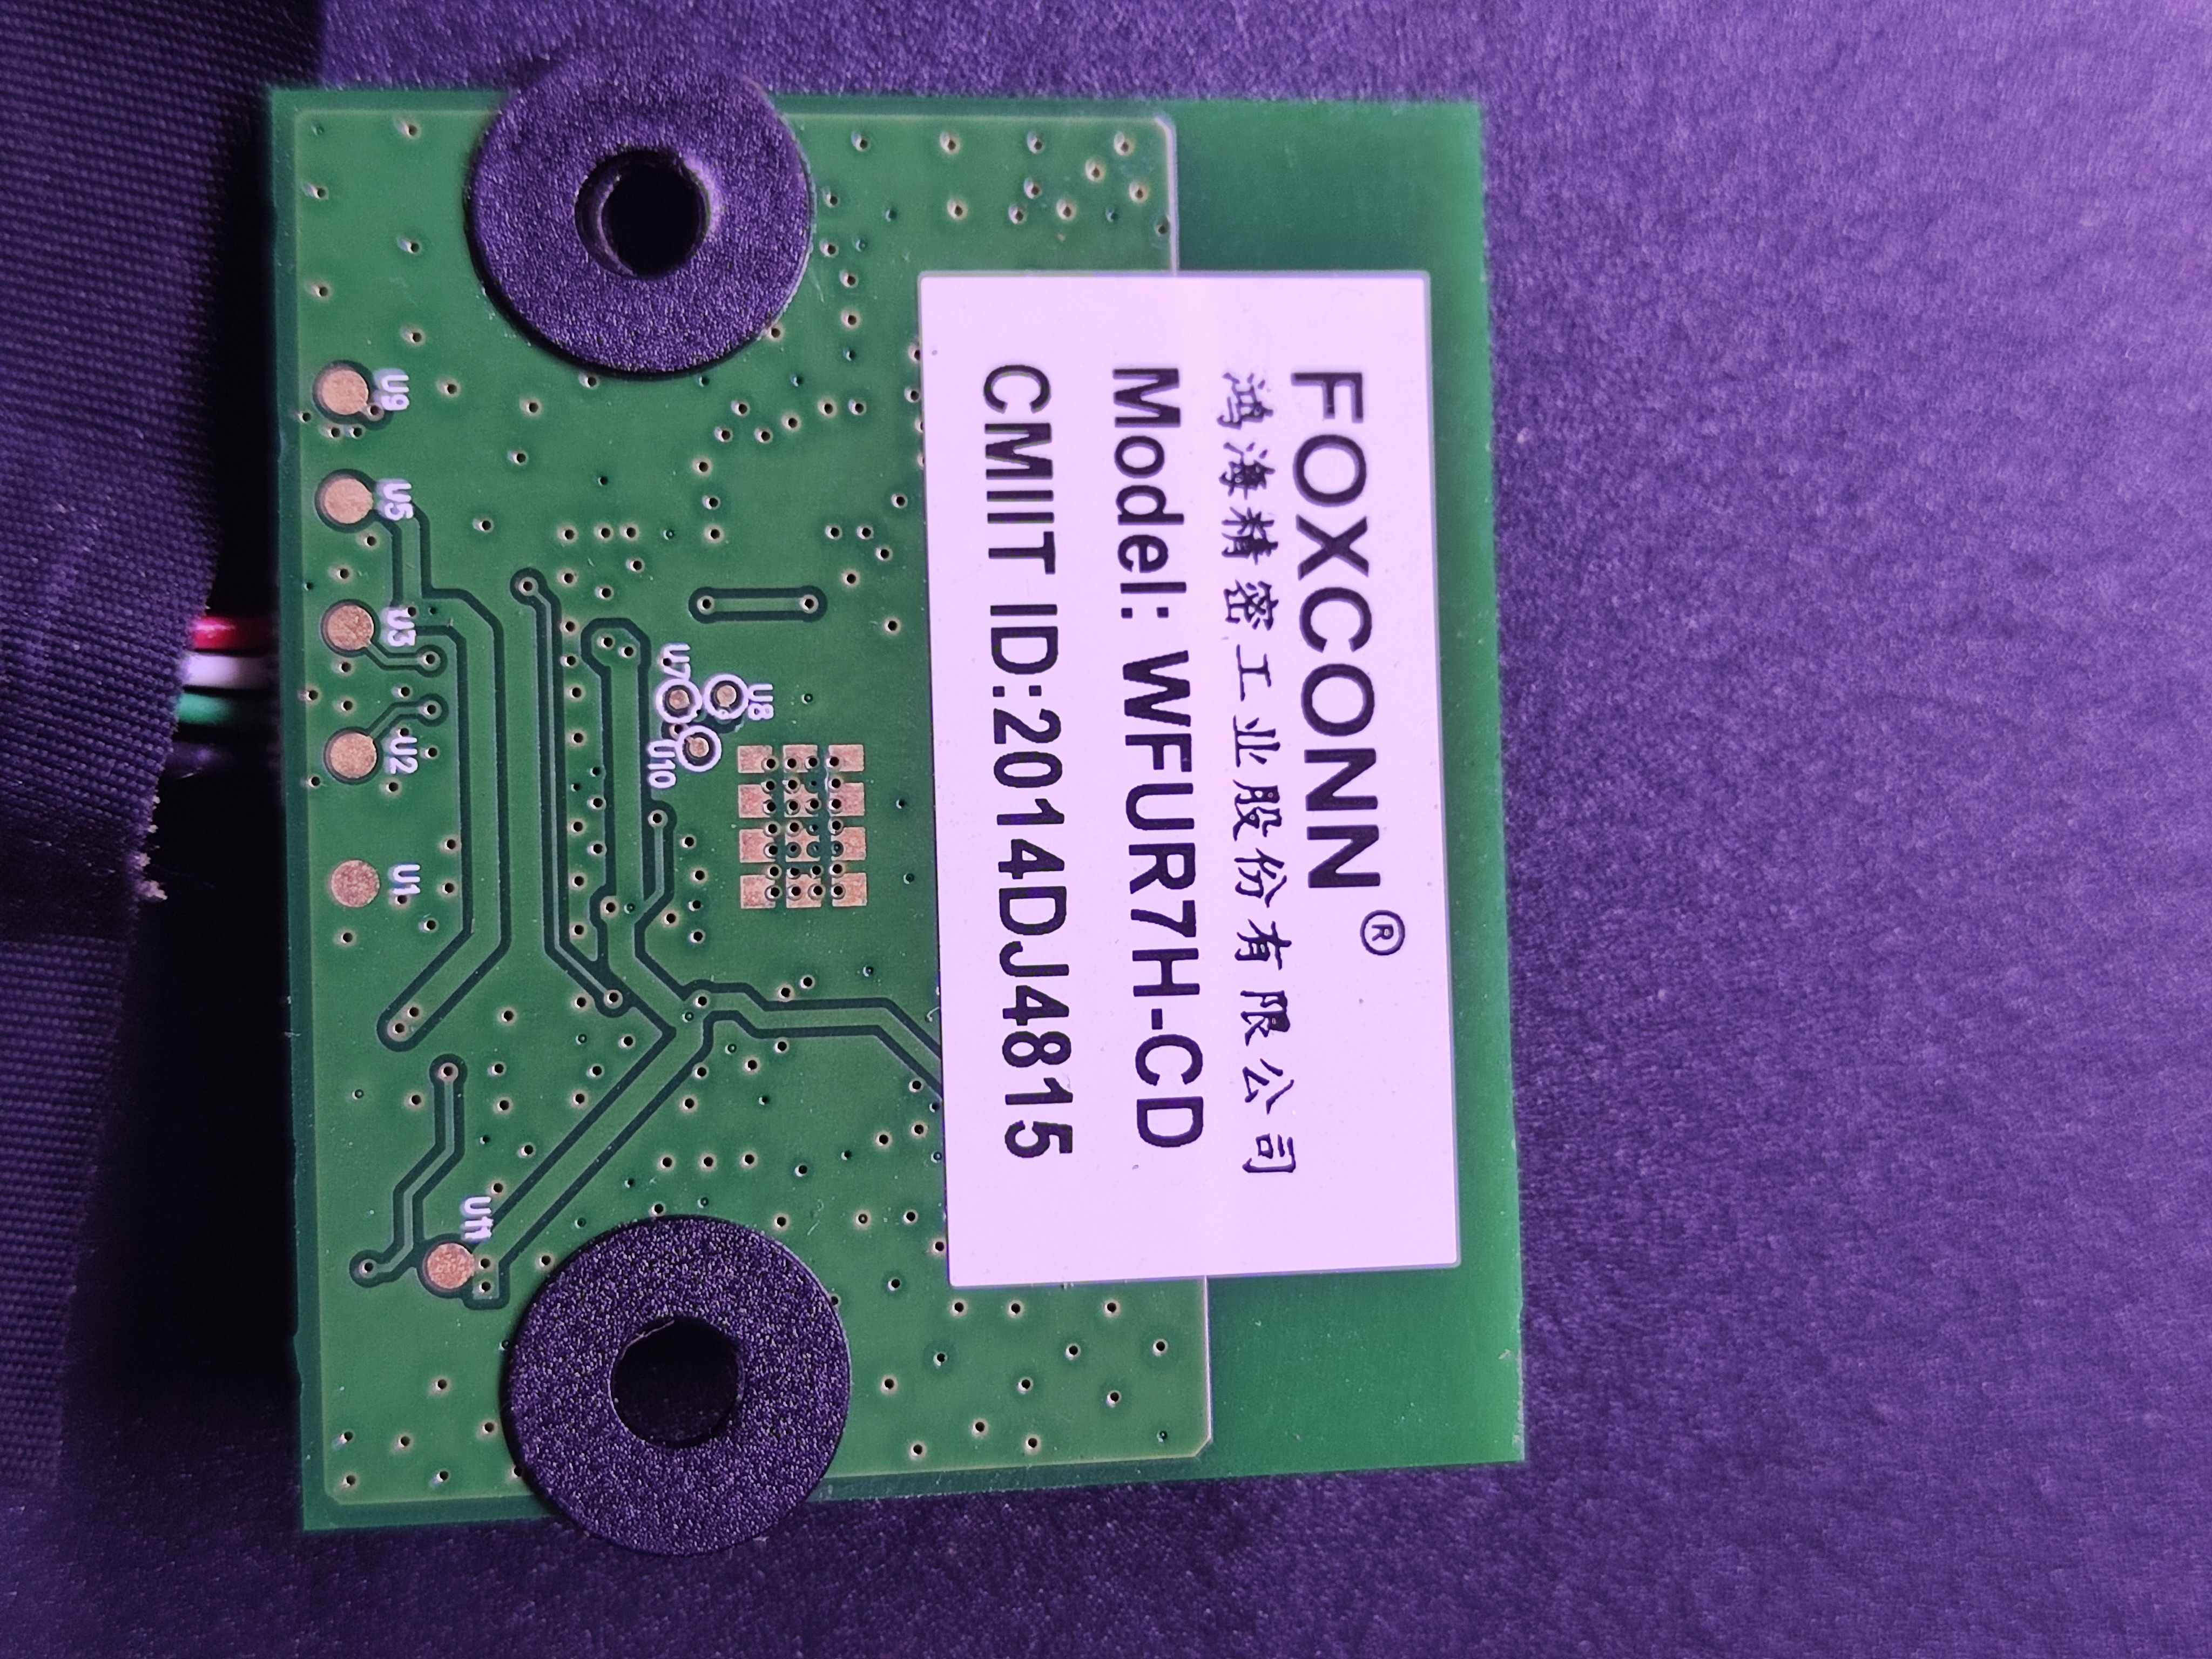 FOXCONN®
鸿海精密工业股份有限公司
Model: WFUR7H-CD
CMIIT ID:2014DJ4815
U9
U5
U3
U2
U1
U7
U8
U10
U11